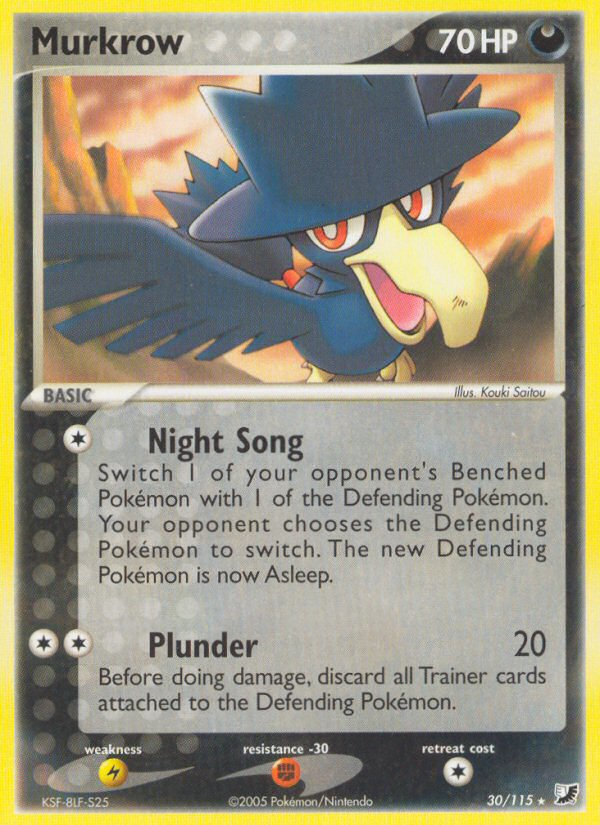 Murkrow
70 HP
BASIC
Illus. Kouki Saitou
Night Song
Switch 1 of your opponent's Benched
Pokémon with 1 of the Defending Pokémon.
Your opponent chooses the Defending
Pokémon to switch. The new Defending
Pokémon is now Asleep.
Plunder 20
Before doing damage, discard all Trainer cards
attached to the Defending Pokémon.
weakness resistance -30 retreat cost
KSF-8LF-S25 ©2005 Pokémon/Nintendo 30/115 ★